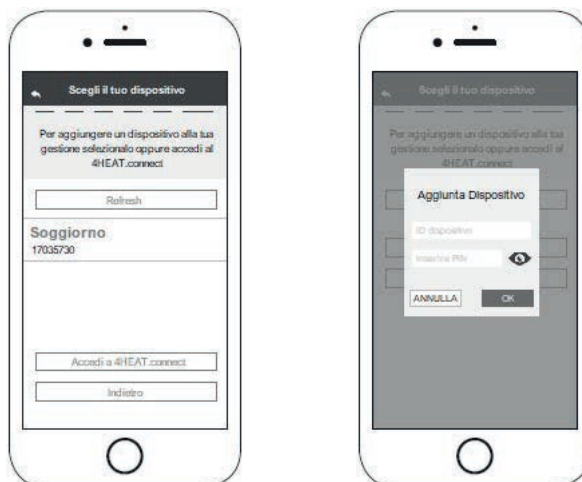 Scegli il tuo dispositivo
Per aggiungere un dispositivo alla tua
gestione selezionalo oppure accedi al
4HEAT.connect
Refresh
Soggiorno
17035730
Accedi a 4HEAT.connect
Indietro
Scegli il tuo dispositivo
Per aggiungere un dispositivo alla tua
gestione selezionalo oppure accedi al
4HEAT.connect
Aggiunta Dispositivo
ID dispositivo
Inserire PIN
ANNULLA
OK